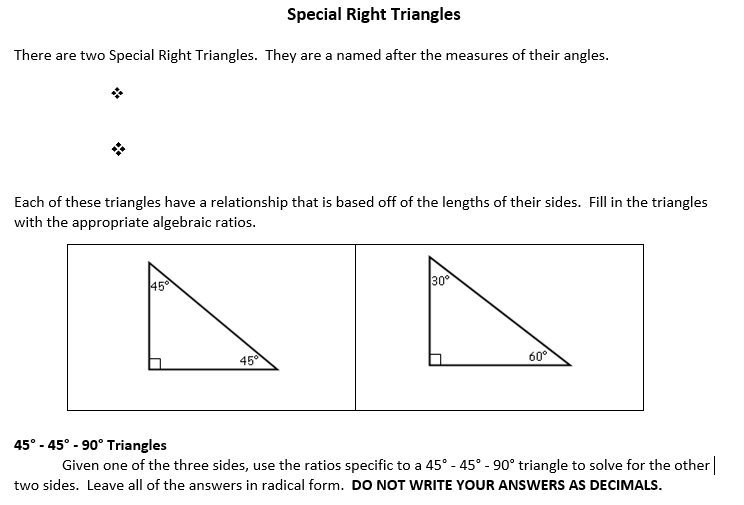 Special Right Triangles
There are two Special Right Triangles. They are a named after the measures of their angles.
Each of these triangles have a relationship that is based off of the lengths of their sides. Fill in the triangles
with the appropriate algebraic ratios.
45° 30°
45° 60°
45° - 45° - 90° Triangles
Given one of the three sides, use the ratios specific to a 45° - 45° - 90° triangle to solve for the other
two sides. Leave all of the answers in radical form. DO NOT WRITE YOUR ANSWERS AS DECIMALS.